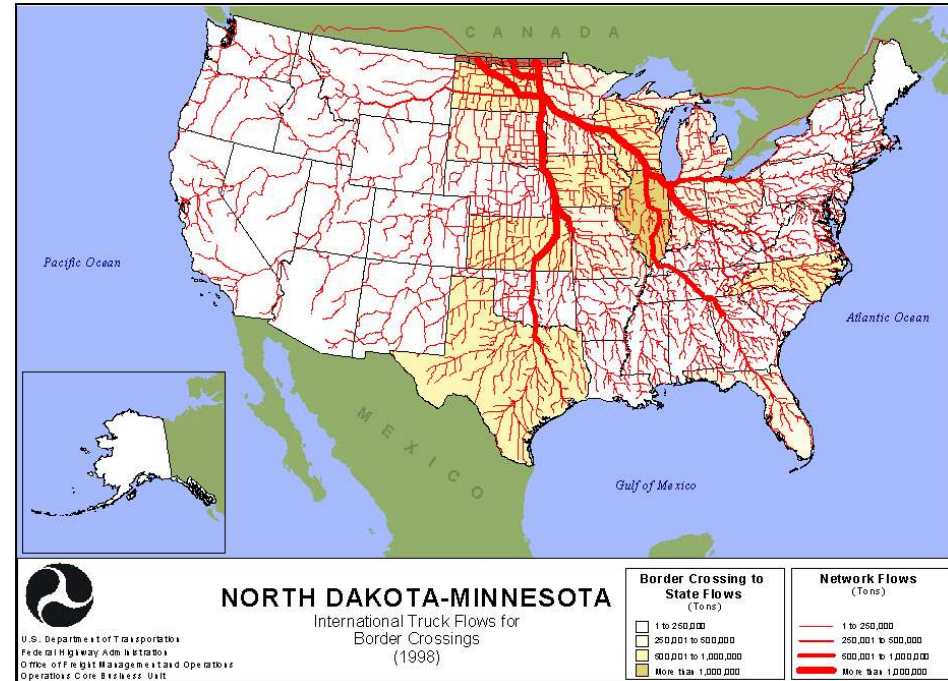 CANADA
Pacific Ocean
Atlantic Ocean
MEXICO
Gulf of Mexico
U.S. Department of Transportation
Federal Highway Administration
Office of Freight Management and Operations
Operations Core Business Unit
NORTH DAKOTA-MINNESOTA
International Truck Flows for
Border Crossings
(1998)
Border Crossing to
State Flows
(Tons)
1 to 250,000
250,001 to 500,000
500,001 to 1,000,000
More than 1,000,000
Network Flows
(Tons)
1 to 250,000
250,001 to 500,000
500,001 to 1,000,000
More than 1,000,000